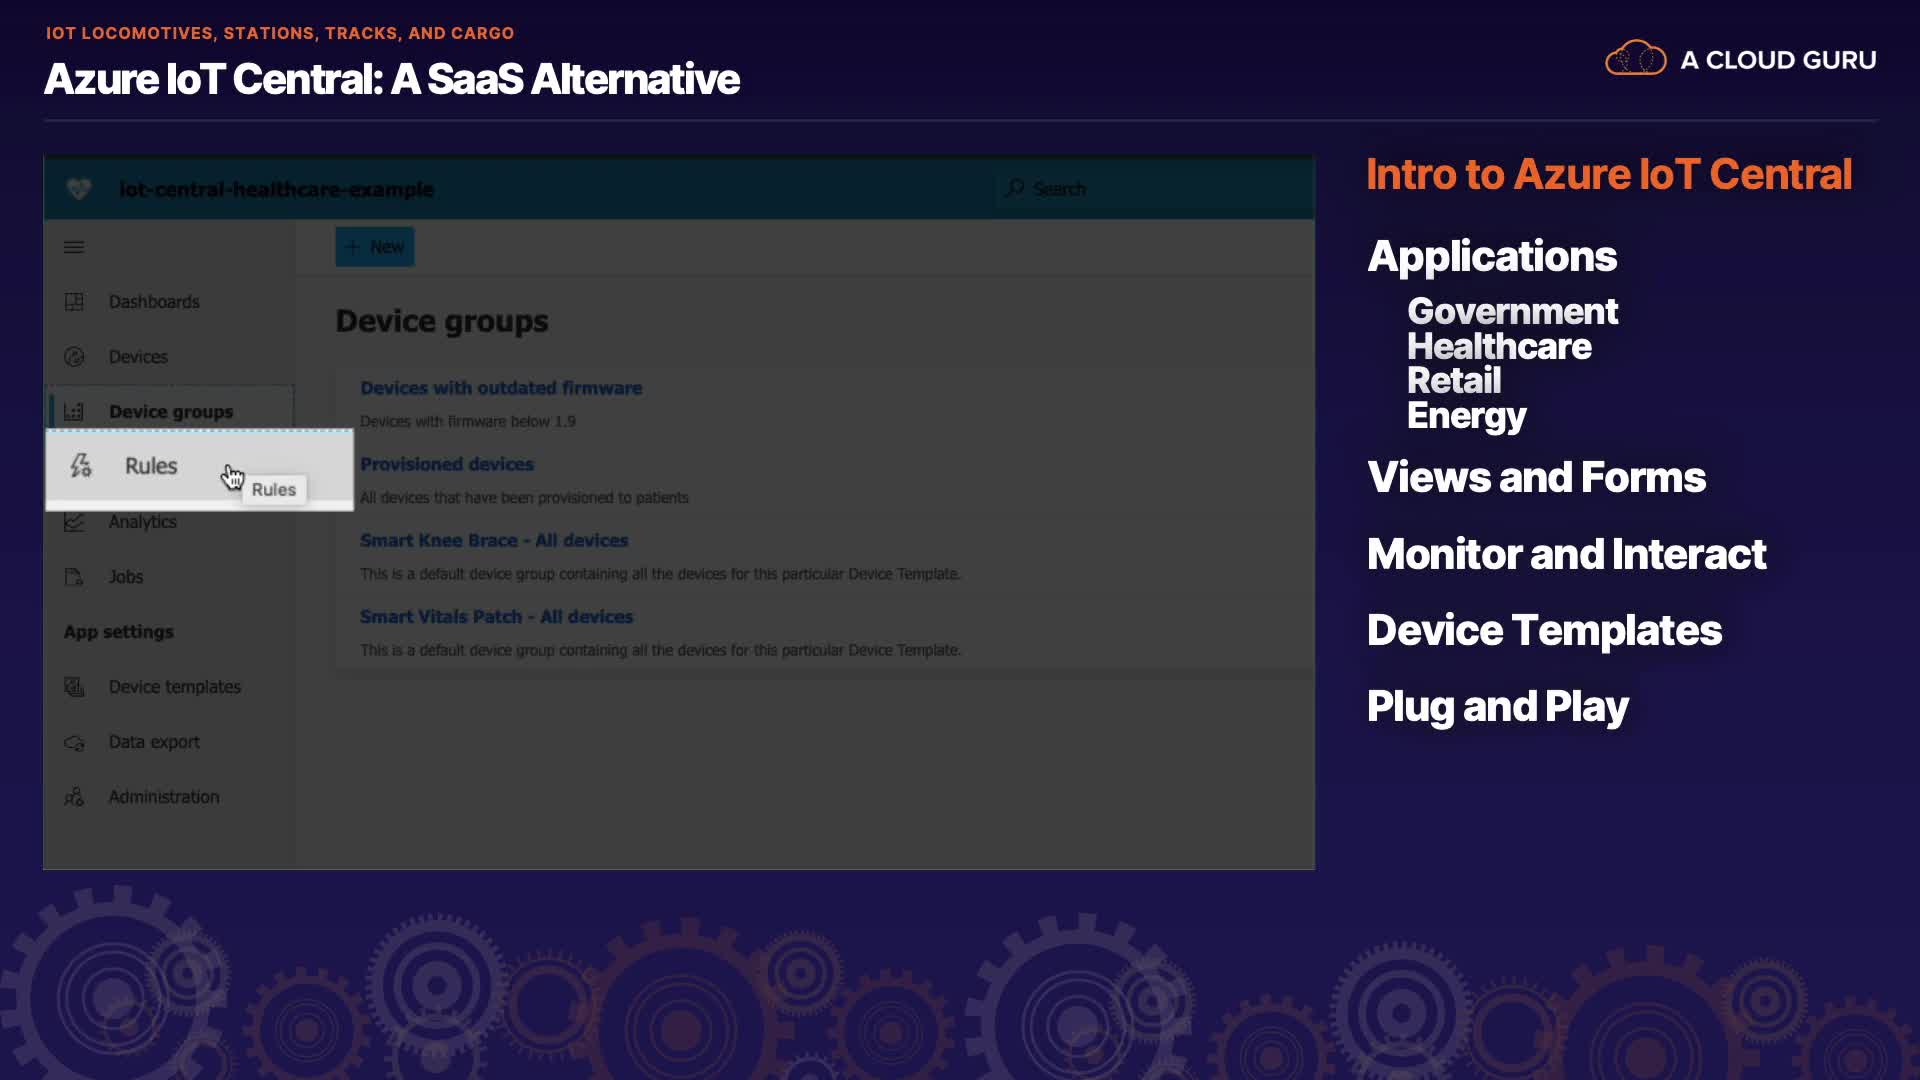 IOT LOCOMOTIVES, STATIONS, TRACKS, AND CARGO
Azure IoT Central: A SaaS Alternative
A CLOUD GURU
iot-central-healthcare-example
Search
+ New
Dashboards
Devices
Device groups
Rules
Rules
Analytics
Jobs
App settings
Device templates
Data export
Administration
Device groups
Devices with outdated firmware
Devices with firmware below 1.9
Provisioned devices
All devices that have been provisioned to patients
Smart Knee Brace - All devices
This is a default device group containing all the devices for this particular Device Template.
Smart Vitals Patch - All devices
This is a default device group containing all the devices for this particular Device Template.
Intro to Azure IoT Central
Applications
Government
Healthcare
Retail
Energy
Views and Forms
Monitor and Interact
Device Templates
Plug and Play